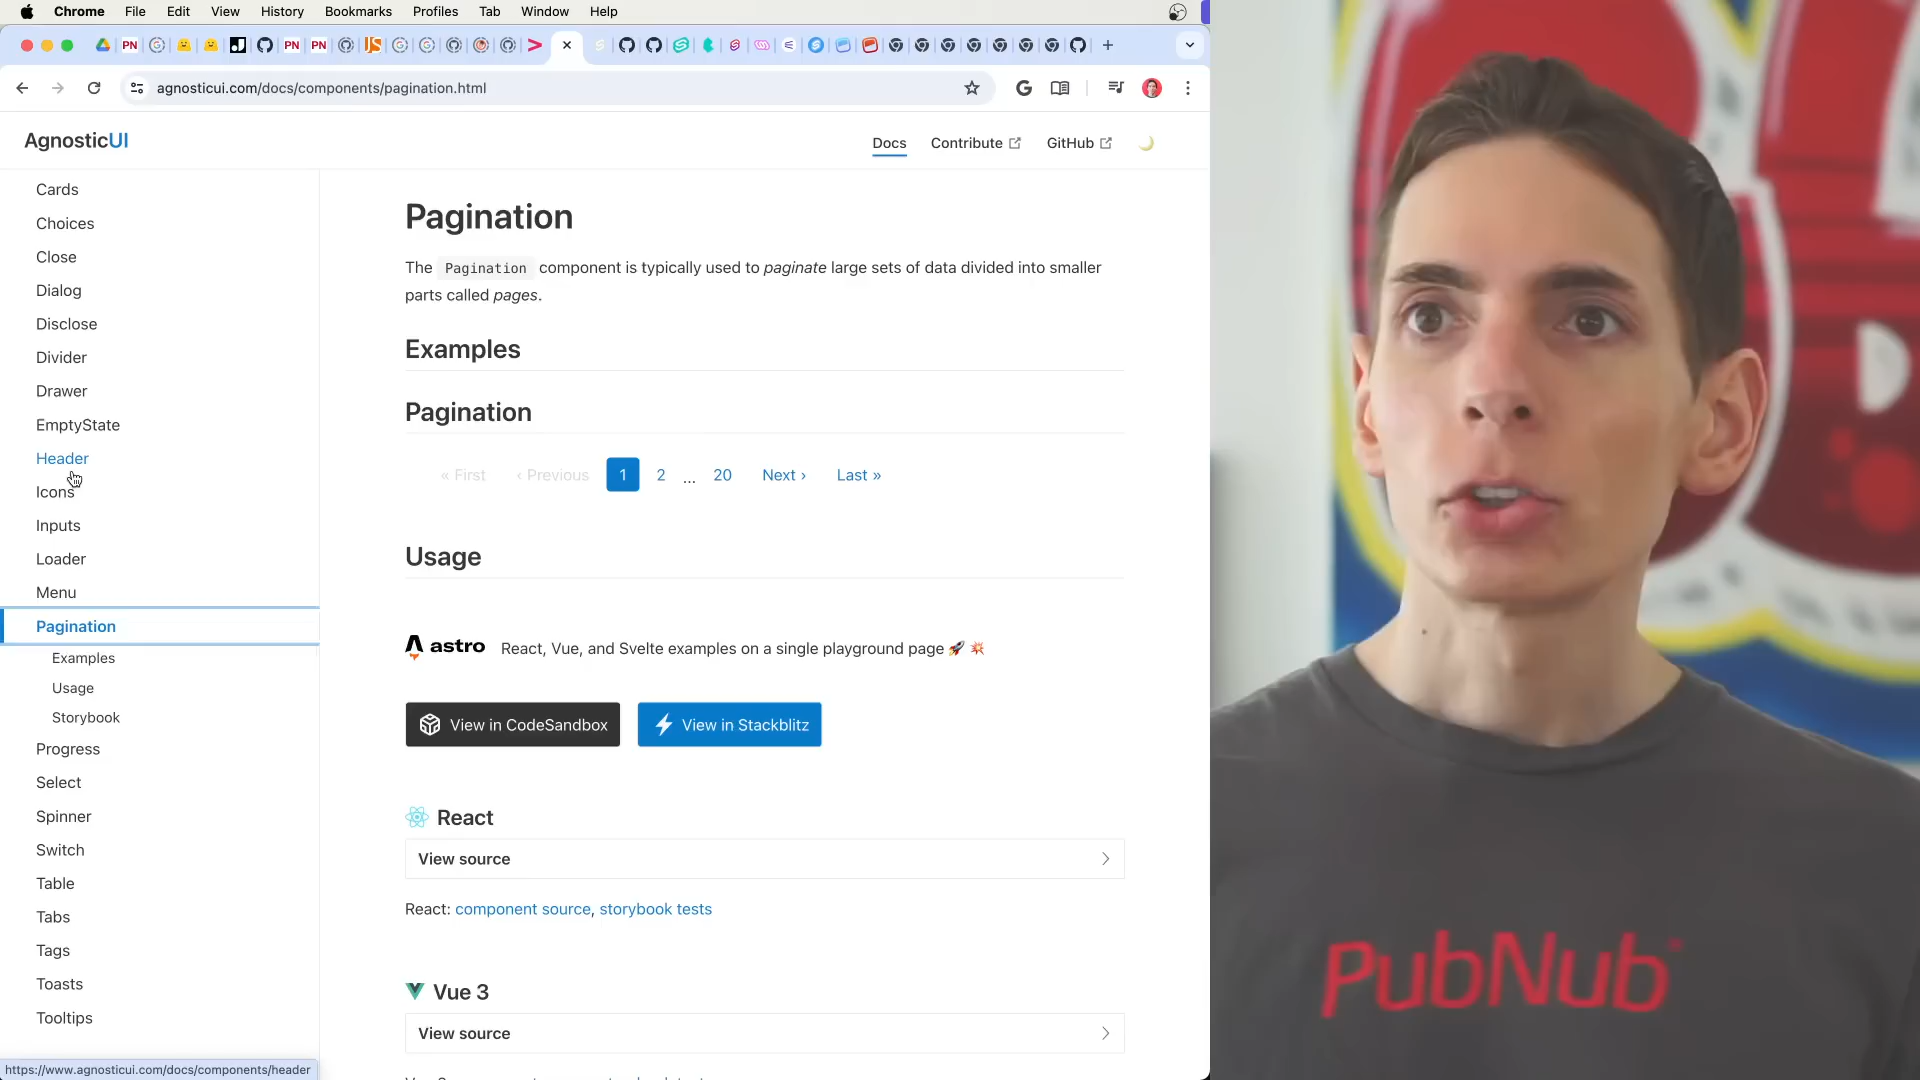 Chrome File Edit View History Bookmarks Profiles Tab Window Help
PN PN PN JS
agnosticui.com/docs/components/pagination.html
AgnosticUI
Docs Contribute GitHub
Cards
Choices
Close
Dialog
Disclose
Divider
Drawer
EmptyState
Header
Icons
Inputs
Loader
Menu
Pagination
Examples
Usage
Storybook
Progress
Select
Spinner
Switch
Table
Tabs
Tags
Toasts
Tooltips
https://www.agnosticui.com/docs/components/header
Pagination
The Pagination component is typically used to paginate large sets of data divided into smaller
parts called pages.
Examples
Pagination
« First ‹ Previous 1 2 ... 20 Next › Last »
Usage
astro React, Vue, and Svelte examples on a single playground page 🚀 💥
View in CodeSandbox View in Stackblitz
React
View source
React: component source, storybook tests
Vue 3
View source
PubNub